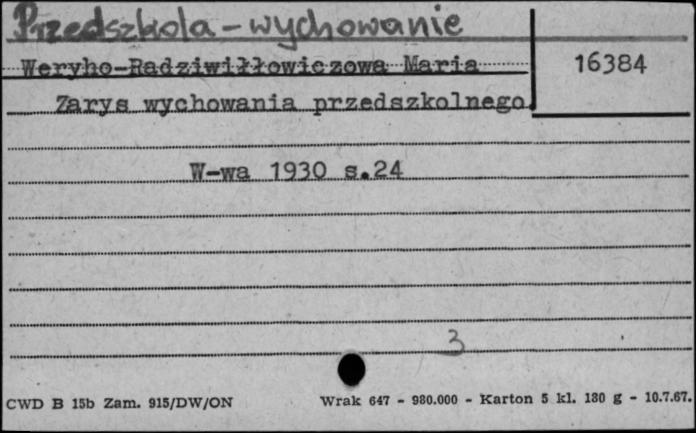 Przedszkola - wychowanie
Weryho-Radziwiłłowiczowa Maria
16384
Zarys wychowania przedszkolnego
W-wa 1930 s.24
3
CWD B 15b Zam. 915/DW/ON Wrak 647 - 980.000 - Karton 5 kl. 180 g - 10.7.67.